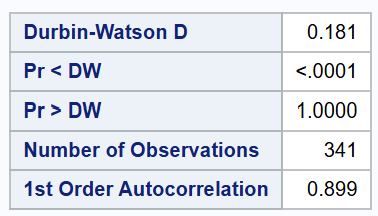 Durbin-Watson D 0.181
Pr < DW <.0001
Pr > DW 1.0000
Number of Observations 341
1st Order Autocorrelation 0.899